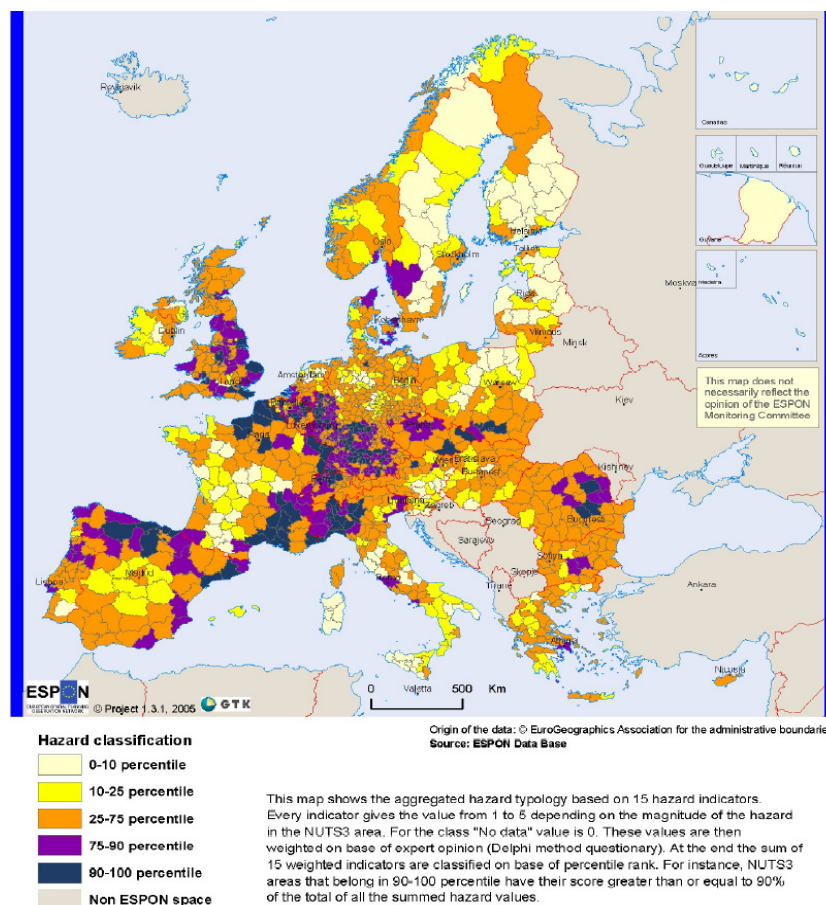 Reykjavik
Canarias
Guadeloupe Martinique Réunion
Guyane
Madeira
Acores
Oslo
Helsinki
Tallinn
Stockholm
Riga
Moskva
Dublin
Kobenhavn
Vilnius
Minsk
London
Amsterdam
Berlin
Warsaw
This map does not
necessarily reflect the
opinion of the ESPON
Monitoring Committee
Kiev
Luxembourg
Paris
Bratislava
Budapest
Kishinev
Ljubljana
Zagreb
Beograd
Bucuresti
Sarajevo
Sofiya
Skopje
Madrid
Lisboa
Roma
Tirane
Ankara
Athinai
Nicosia
Valletta
ESPON
© Project 1.3.1, 2005 GTK
0 500 Km
Origin of the data: © EuroGeographics Association for the administrative boundarie
Source: ESPON Data Base
Hazard classification
0-10 percentile
10-25 percentile
25-75 percentile
75-90 percentile
90-100 percentile
Non ESPON space
This map shows the aggregated hazard typology based on 15 hazard indicators.
Every indicator gives the value from 1 to 5 depending on the magnitude of the hazard
in the NUTS3 area. For the class "No data" value is 0. These values are then
weighted on base of expert opinion (Delphi method questionary). At the end the sum of
15 weighted indicators are classified on base of percentile rank. For instance, NUTS3
areas that belong in 90-100 percentile have their score greater than or equal to 90%
of the total of all the summed hazard values.